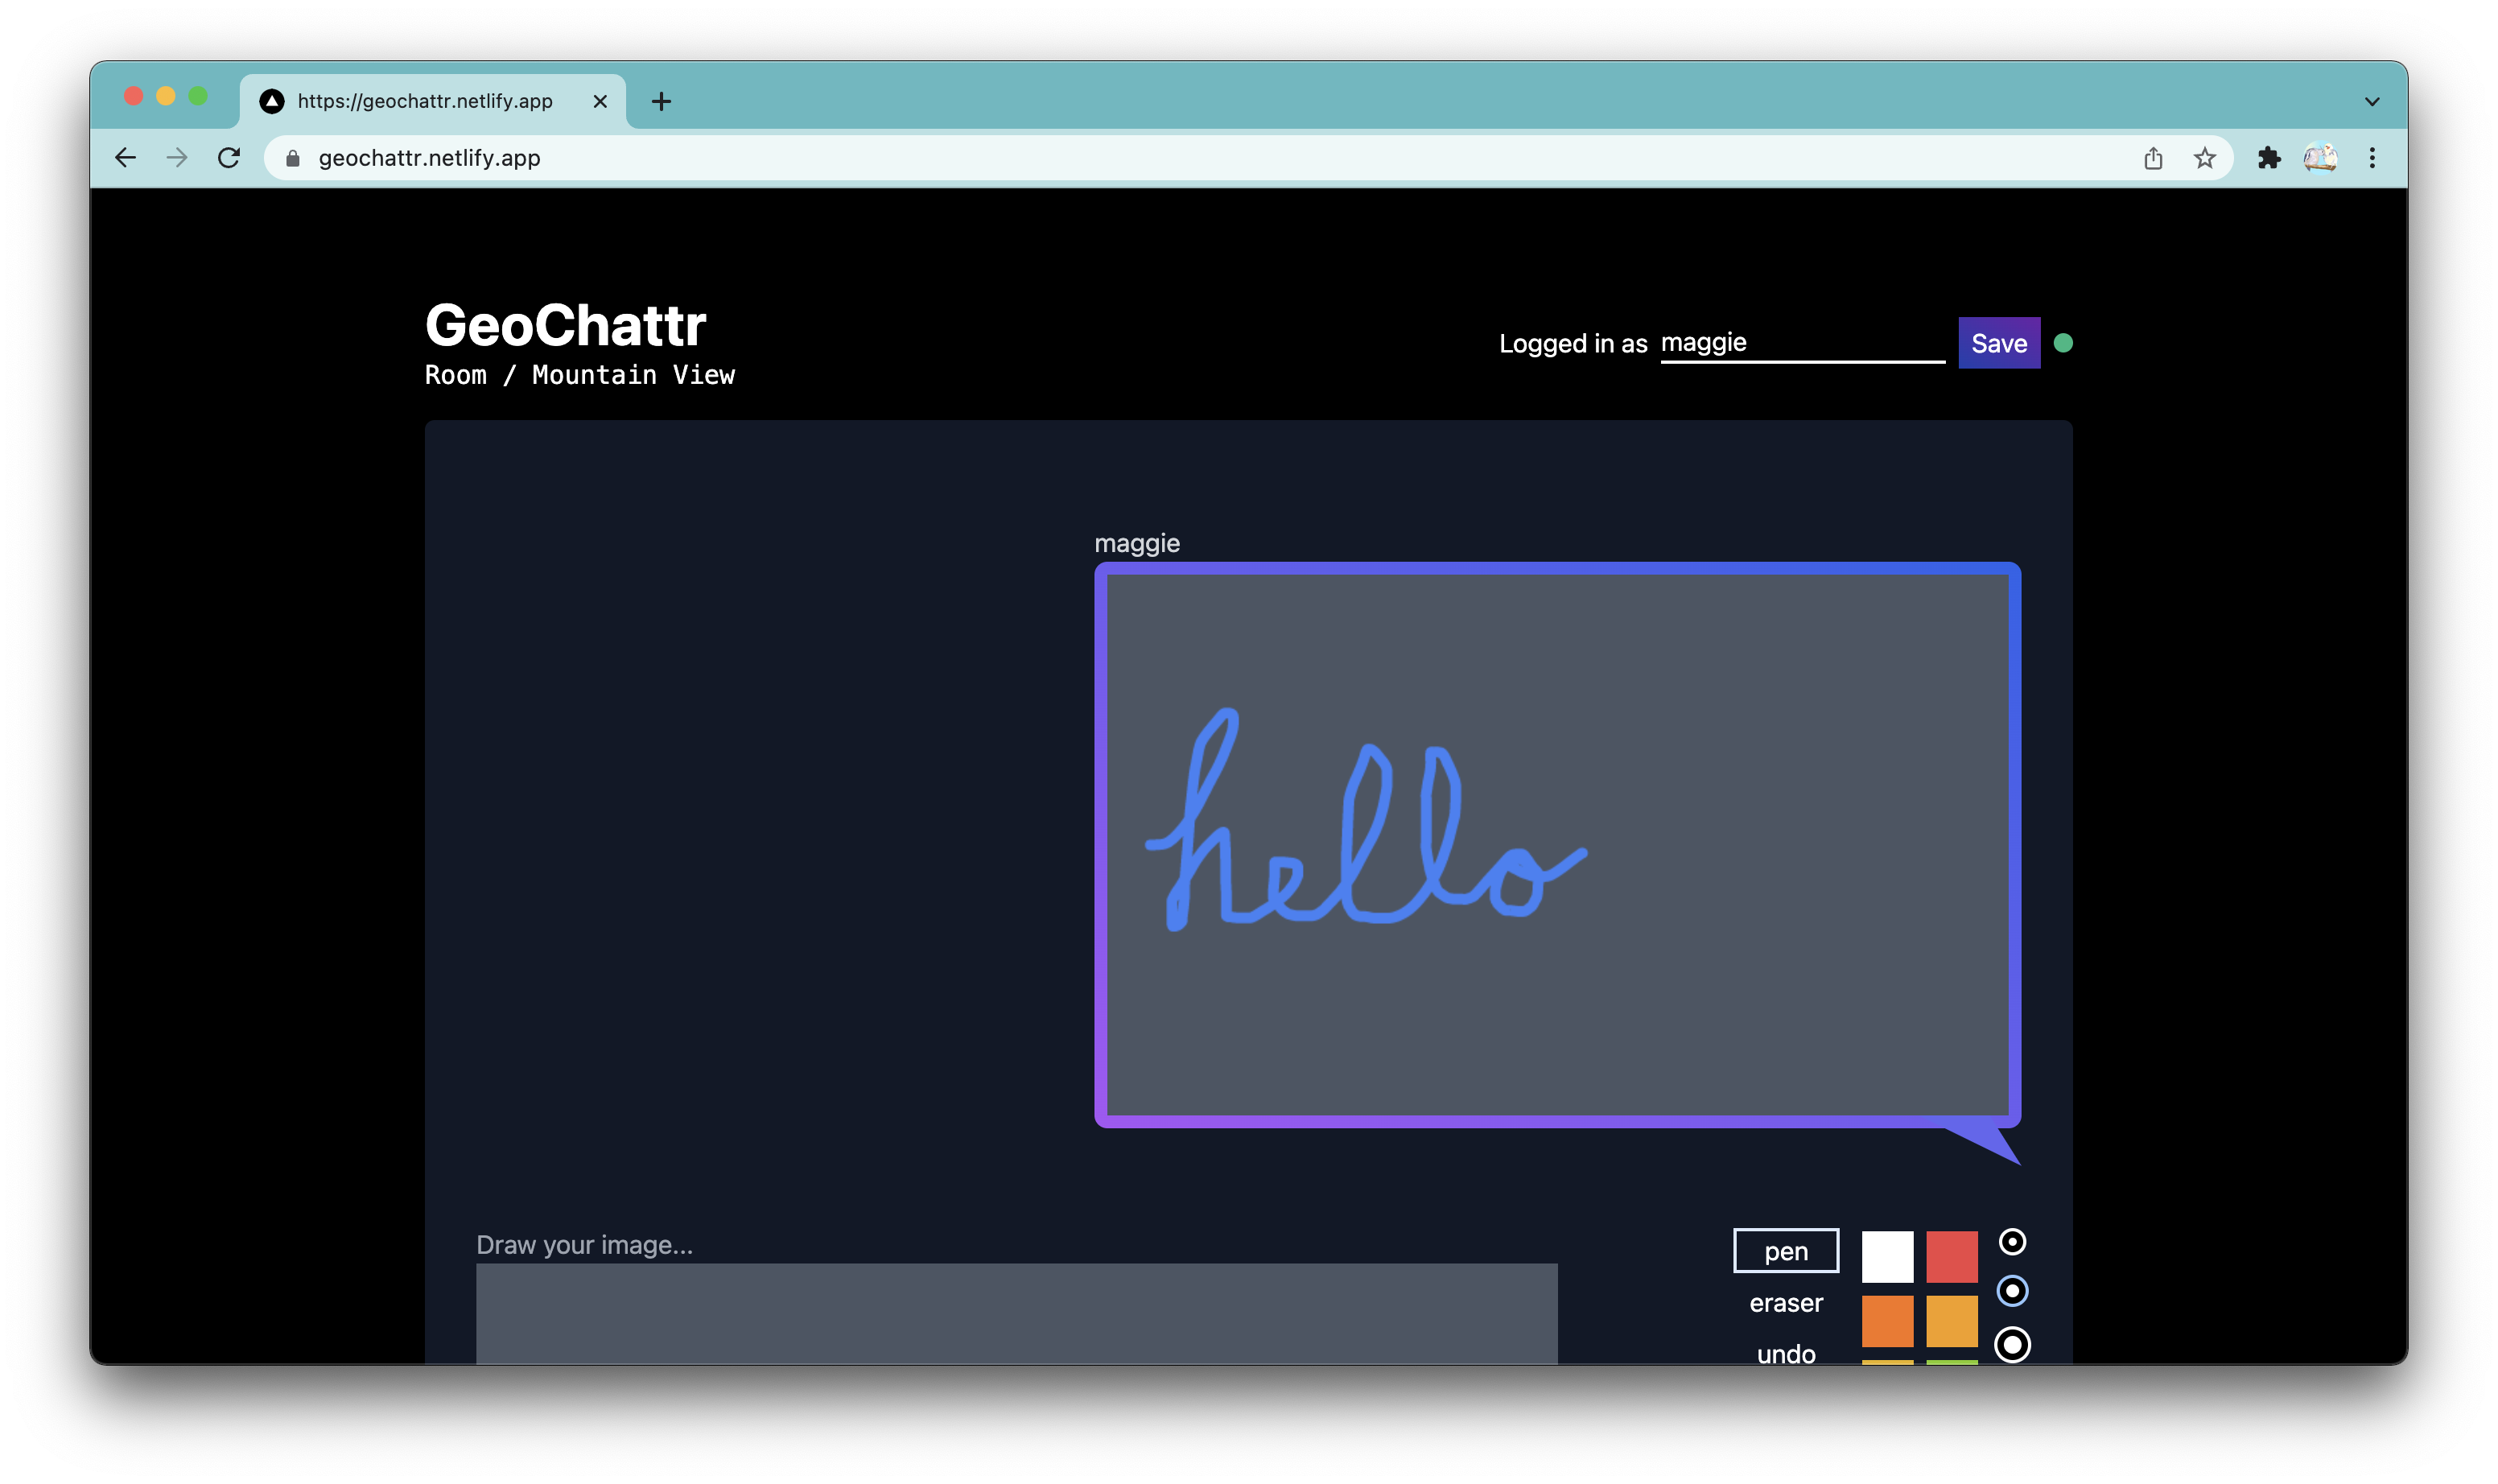 https://geochattr.netlify.app
geochattr.netlify.app
GeoChattr
Room / Mountain View
Logged in as maggie Save
maggie
hello
Draw your image...
pen
eraser
undo